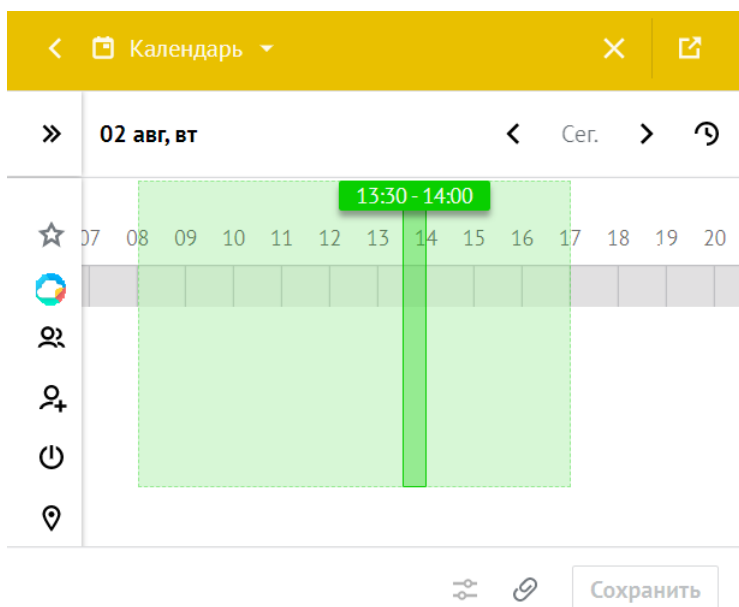 Календарь
02 авг, вт
Сег.
13:30 - 14:00
07 08 09 10 11 12 13 14 15 16 17 18 19 20
Сохранить